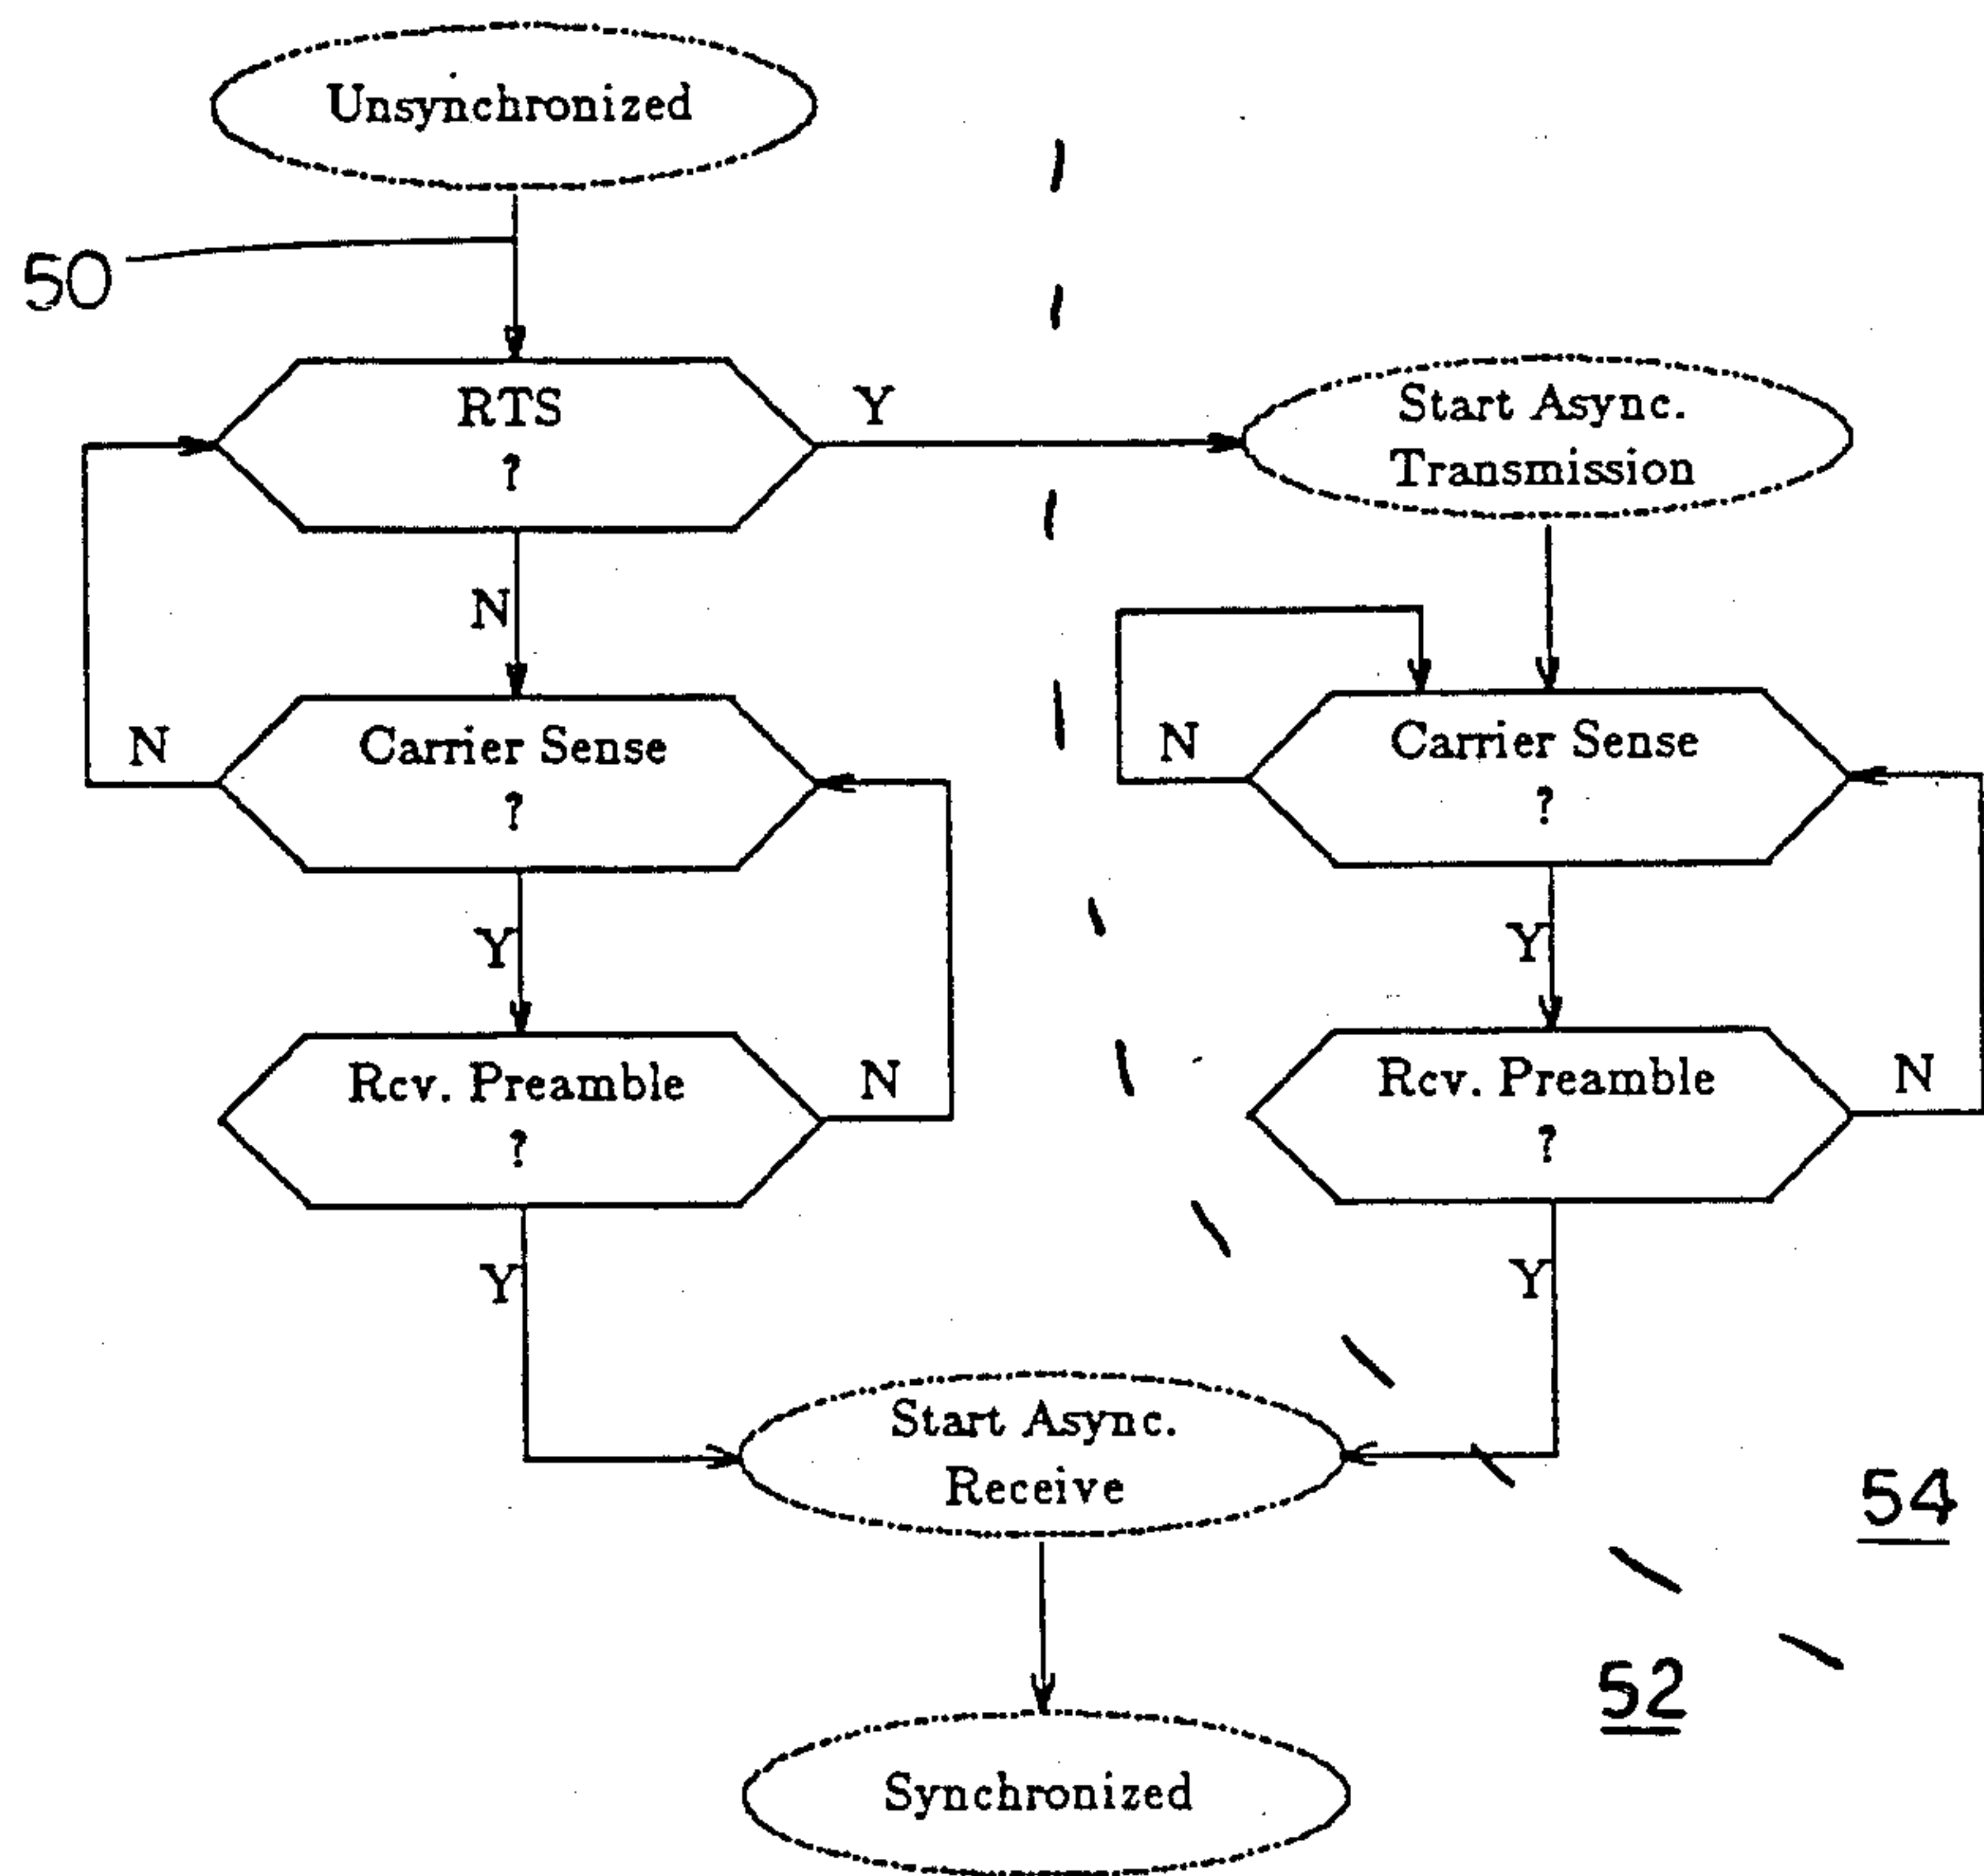 Unsynchronized
50
RTS
?
Y
Start Async.
Transmission
N
Carrier Sense
?
N
Carrier Sense
?
N
Y
Y
Rcv. Preamble
?
N
Rcv. Preamble
?
N
Y
Y
Start Async.
Receive
54
52
Synchronized